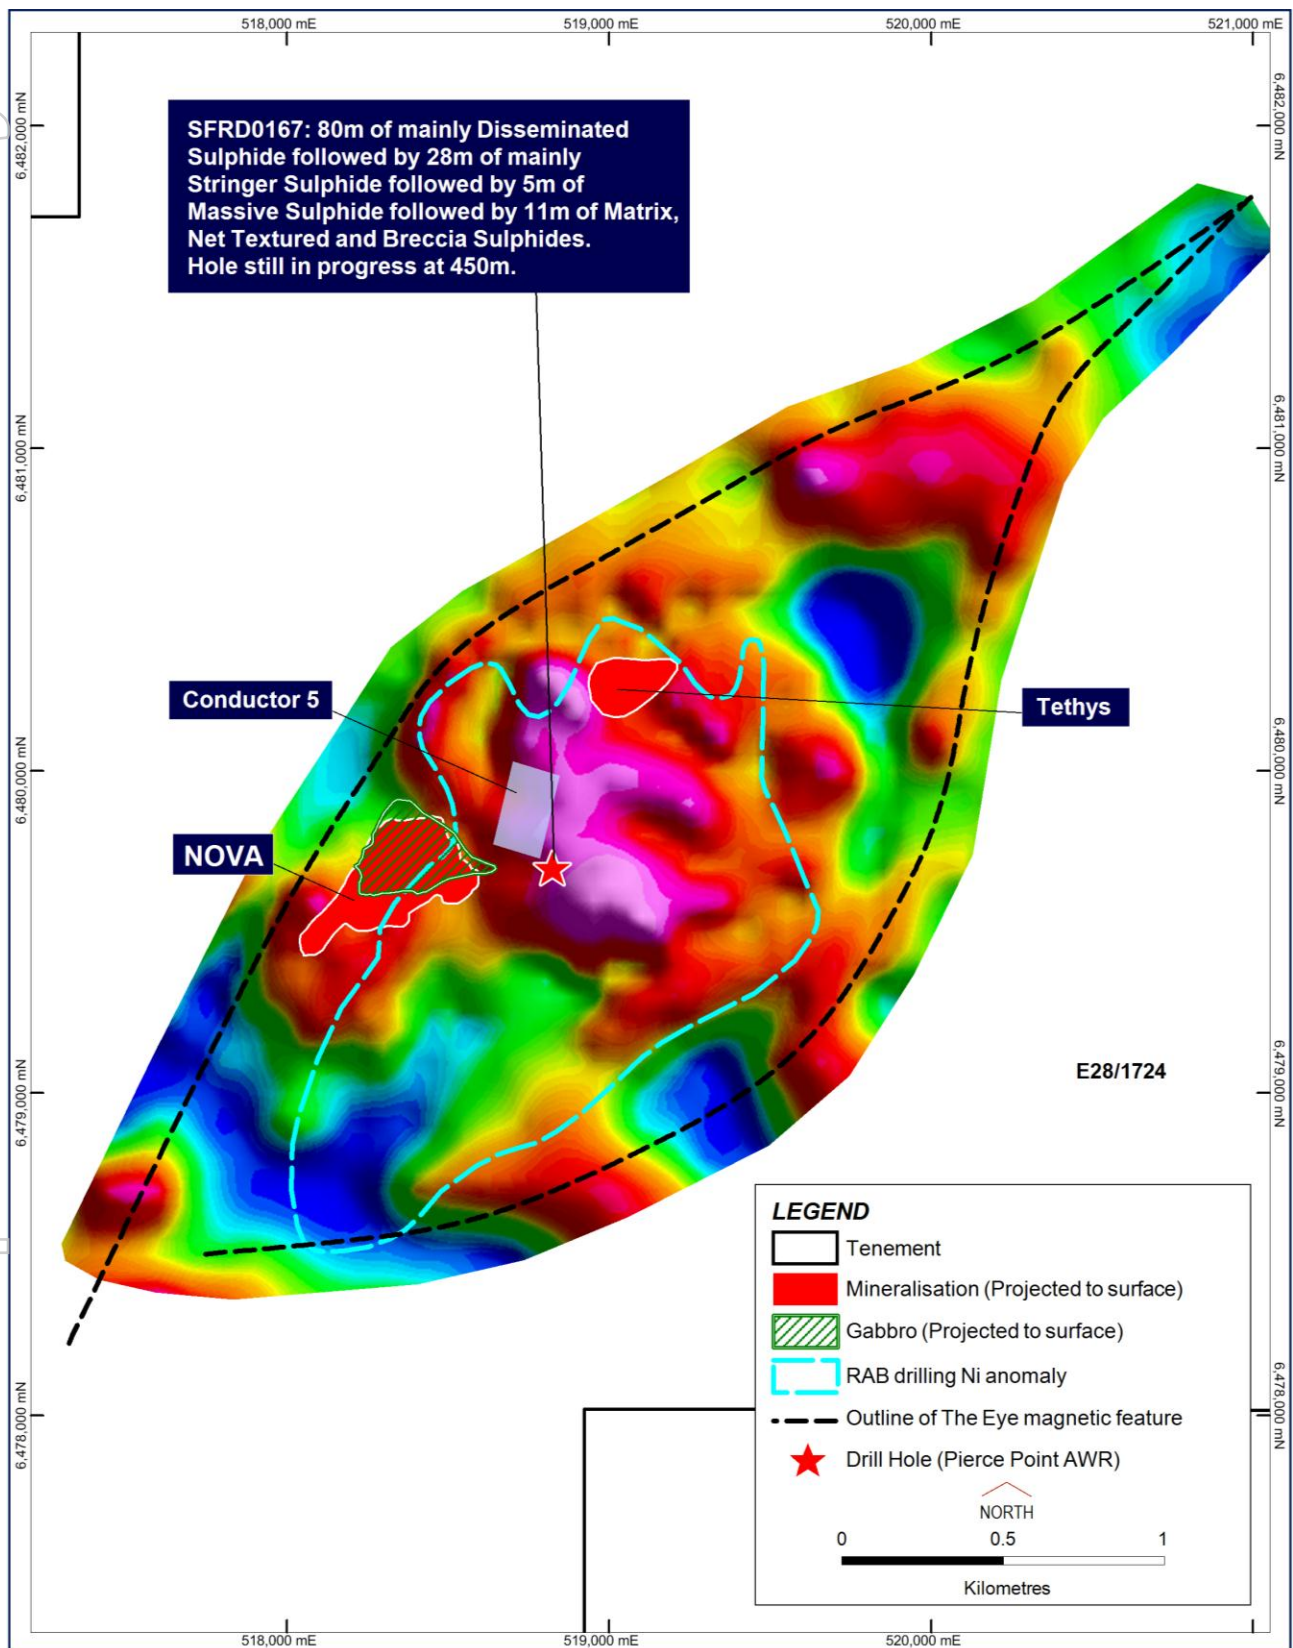 518,000 mE
519,000 mE
520,000 mE
521,000 mE
6,482,000 mN
6,482,000 mN
SFRD0167: 80m of mainly Disseminated
Sulphide followed by 28m of mainly
Stringer Sulphide followed by 5m of
Massive Sulphide followed by 11m of Matrix,
Net Textured and Breccia Sulphides.
Hole still in progress at 450m.
6,481,000 mN
6,481,000 mN
Conductor 5
Tethys
6,480,000 mN
6,480,000 mN
NOVA
E28/1724
6,479,000 mN
6,479,000 mN
LEGEND
Tenement
Mineralisation (Projected to surface)
Gabbro (Projected to surface)
RAB drilling Ni anomaly
Outline of The Eye magnetic feature
Drill Hole (Pierce Point AWR)
NORTH
0 0.5 1
Kilometres
6,478,000 mN
6,478,000 mN
518,000 mE
519,000 mE
520,000 mE